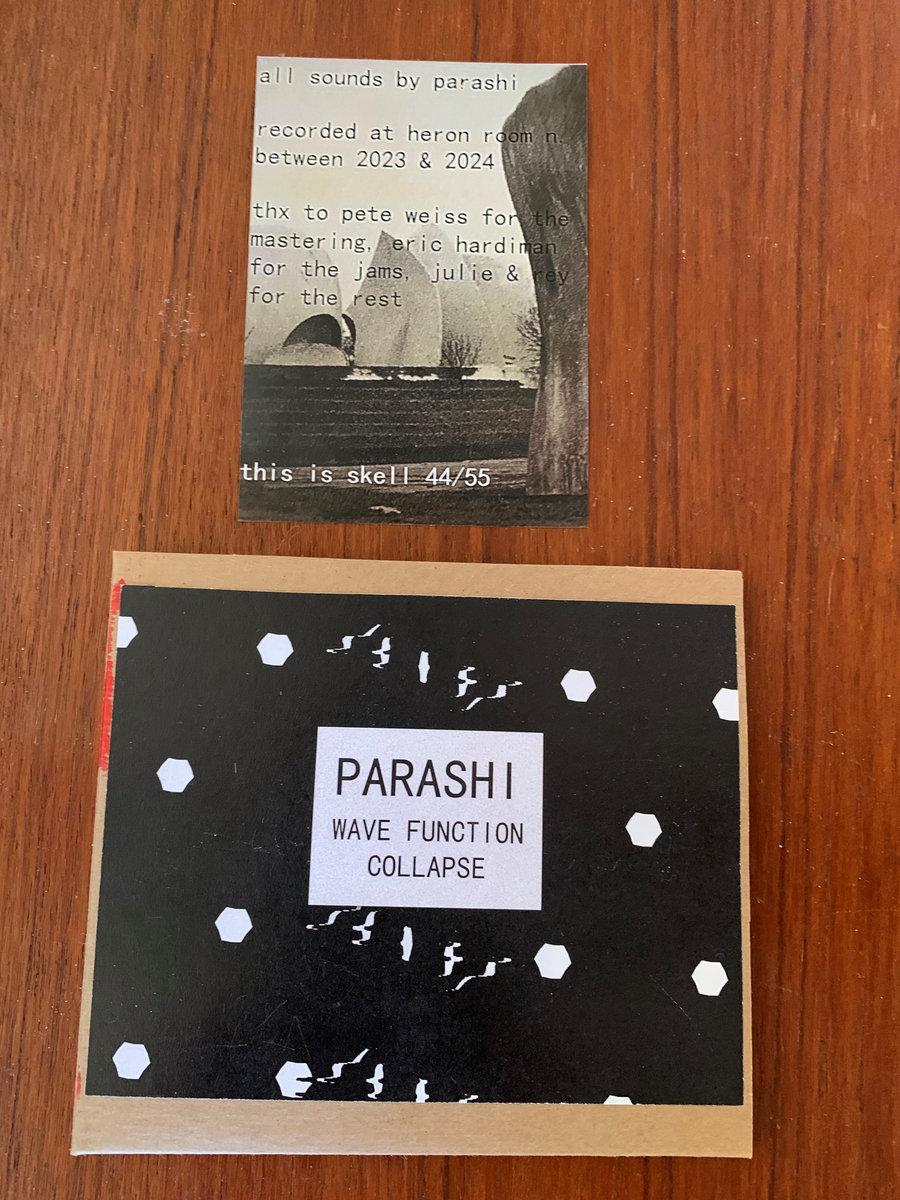 all sounds by parashi
recorded at heron room n.
between 2023 & 2024
thx to pete weiss for the
mastering, eric hardiman
for the jams, julie & rey
for the rest
this is skell 44/55
PARASHI
WAVE FUNCTION
COLLAPSE